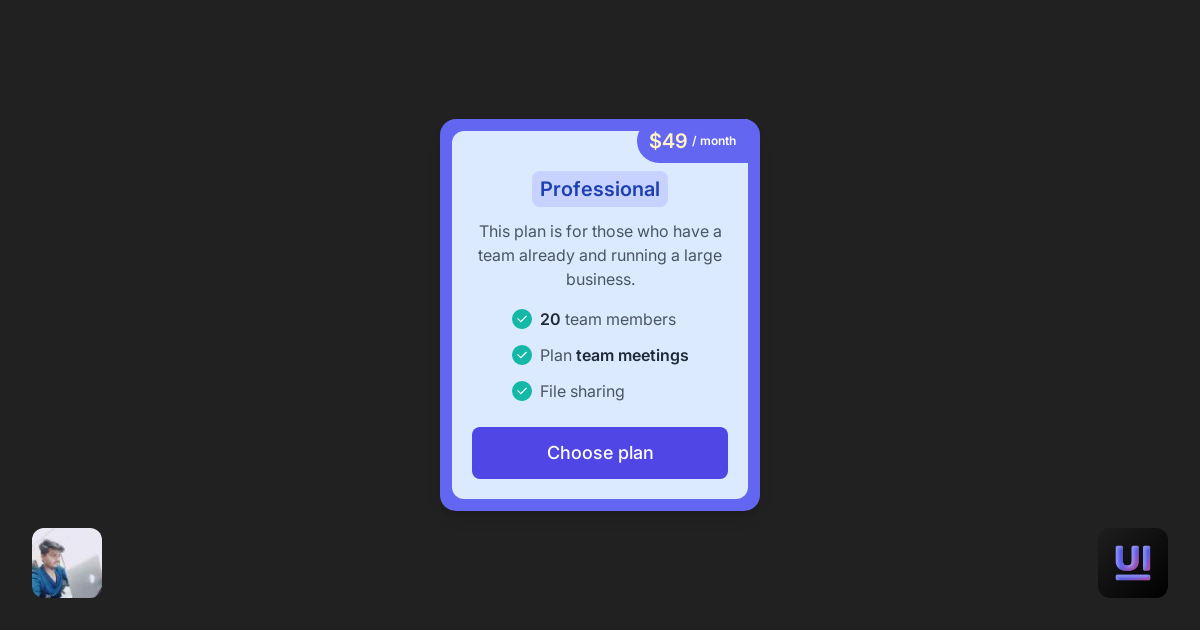 $49 / month
Professional
This plan is for those who have a
team already and running a large
business.
20 team members
Plan team meetings
File sharing
Choose plan
UI